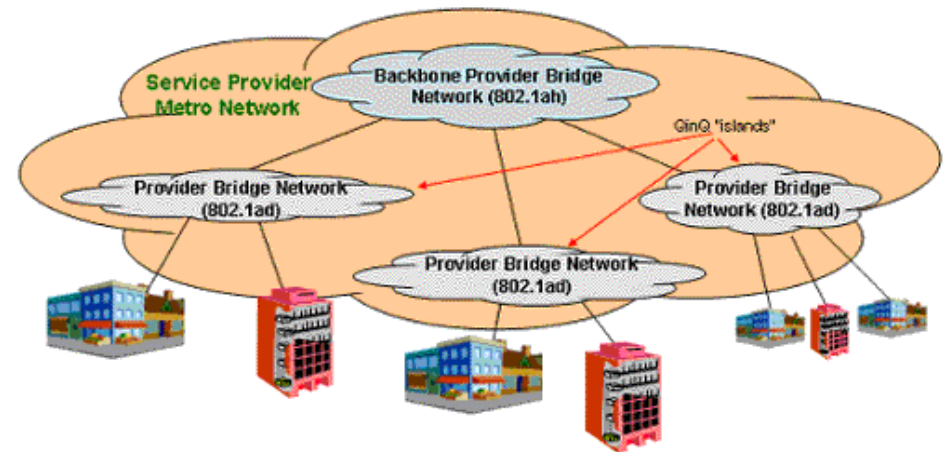 Backbone Provider Bridge
Network (802.1ah)
Service Provider
Metro Network
QinQ "islands"
Provider Bridge Network
(802.1ad)
Provider Bridge
Network (802.1ad)
Provider Bridge Network
(802.1ad)